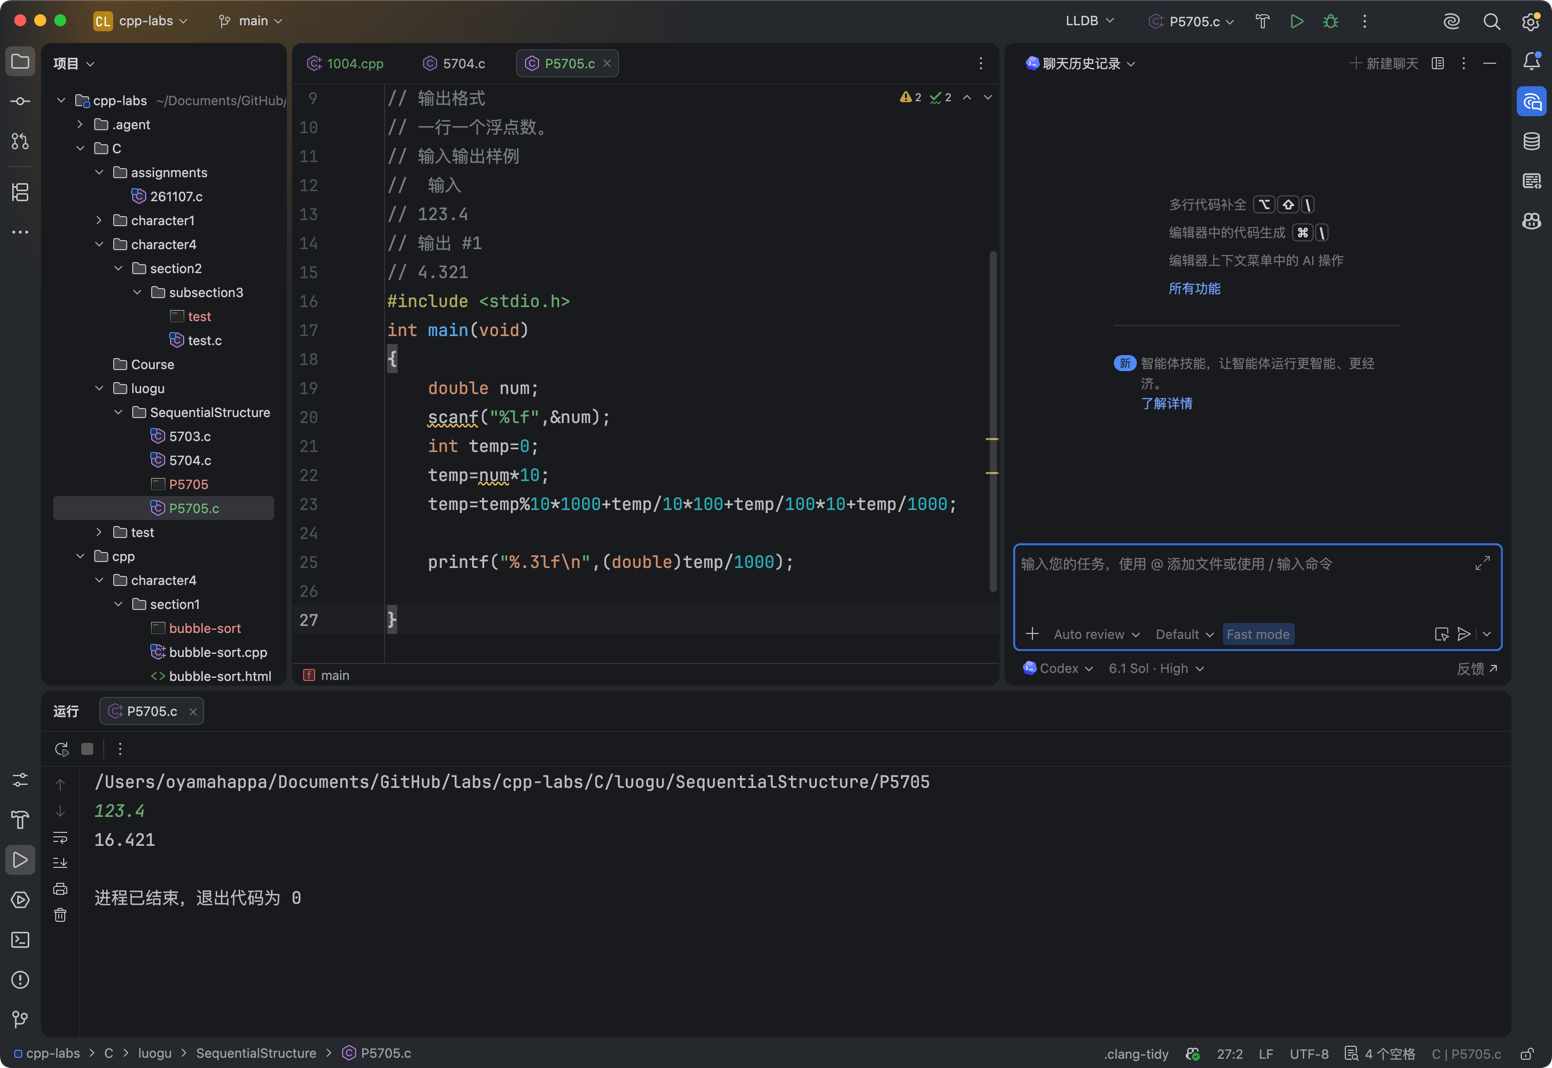 CL cpp-labs
main
LLDB
P5705.c
项目
cpp-labs ~/Documents/GitHub/
.agent
C
assignments
261107.c
character1
character4
section2
subsection3
test
test.c
Course
luogu
SequentialStructure
5703.c
5704.c
P5705
P5705.c
test
cpp
character4
section1
bubble-sort
bubble-sort.cpp
bubble-sort.html
1004.cpp
5704.c
P5705.c
2 2
9 // 输出格式
10 // 一行一个浮点数。
11 // 输入输出样例
12 //  输入
13 // 123.4
14 // 输出 #1
15 // 4.321
16 #include <stdio.h>
17 int main(void)
18 {
19     double num;
20     scanf("%lf",&num);
21     int temp=0;
22     temp=num*10;
23     temp=temp%10*1000+temp/10*100+temp/100*10+temp/1000;
24
25     printf("%.3lf\n",(double)temp/1000);
26
27 }
f main
聊天历史记录
新建聊天
多行代码补全 ⌥ ⇧ \
编辑器中的代码生成 ⌘ \
编辑器上下文菜单中的 AI 操作
所有功能
新 智能体技能，让智能体运行更智能、更经
济。
了解详情
输入您的任务，使用 @ 添加文件或使用 / 输入命令
Auto review Default Fast mode
Codex 6.1 Sol · High 反馈
运行
P5705.c
/Users/oyamahappa/Documents/GitHub/labs/cpp-labs/C/luogu/SequentialStructure/P5705
123.4
16.421
进程已结束，退出代码为 0
cpp-labs > C > luogu > SequentialStructure > P5705.c
.clang-tidy 27:2 LF UTF-8 4 个空格 C | P5705.c